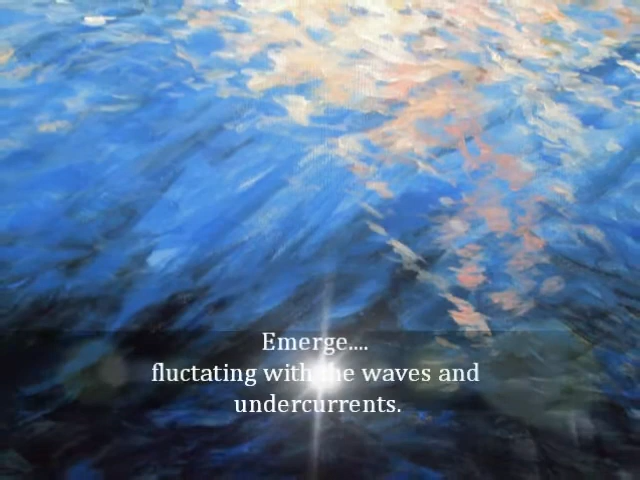 Emerge....
fluctating with the waves and
undercurrents.